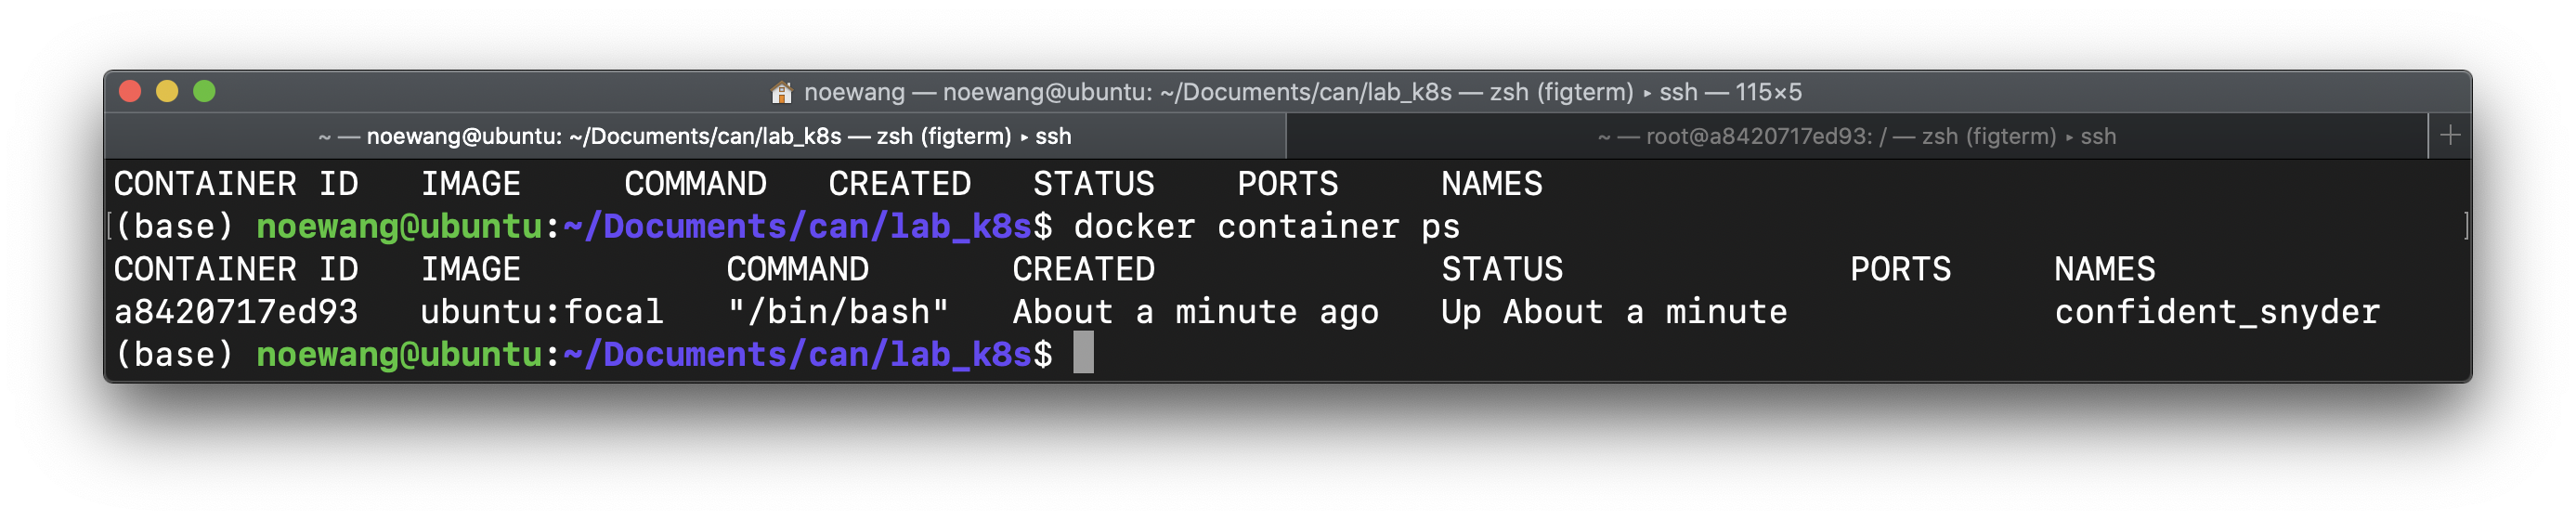 noewang — noewang@ubuntu: ~/Documents/can/lab_k8s — zsh (figterm) ▸ ssh — 115×5
~ — noewang@ubuntu: ~/Documents/can/lab_k8s — zsh (figterm) ▸ ssh
~ — root@a8420717ed93: / — zsh (figterm) ▸ ssh
CONTAINER ID   IMAGE     COMMAND   CREATED   STATUS    PORTS     NAMES
[(base) noewang@ubuntu:~/Documents/can/lab_k8s$ docker container ps ]
CONTAINER ID   IMAGE          COMMAND       CREATED              STATUS              PORTS     NAMES
a8420717ed93   ubuntu:focal   "/bin/bash"   About a minute ago   Up About a minute             confident_snyder
(base) noewang@ubuntu:~/Documents/can/lab_k8s$